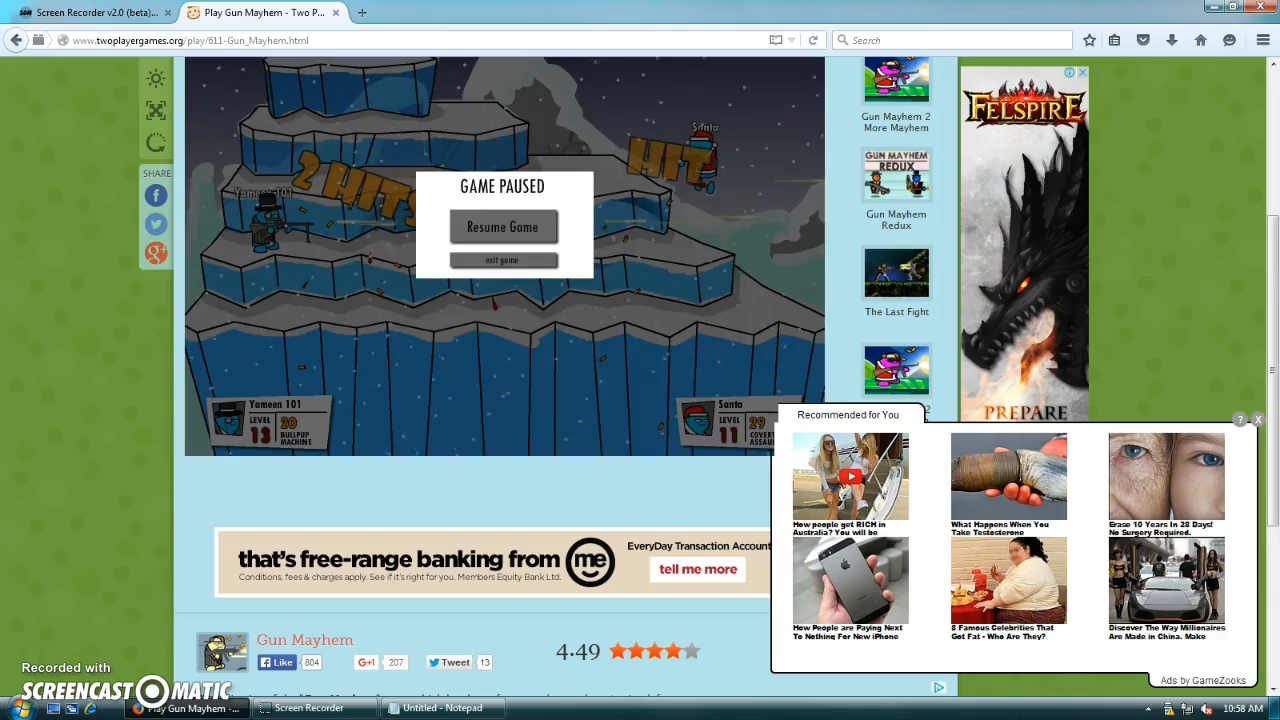 Screen Recorder v2.0 (beta)...
Play Gun Mayhem - Two P...
www.twoplayergames.org/play/611-Gun_Mayhem.html
Search
SHARE
Yameen 101
2 HITS
HIT
Santa
GAME PAUSED
Resume Game
exit game
Yameen 101
LEVEL
13
20
BULLPUP
MACHINE
Santa
LEVEL
11
29
COVERT
Gun Mayhem 2
More Mayhem
GUN MAYHEM
REDUX
Gun Mayhem
Redux
The Last Fight
FELSPIRE
PREPARE
Recommended for You
How people get RICH in
Australia? You will be
What Happens When You
Take Testosterone
Erase 10 Years In 28 Days!
No Surgery Required.
How People are Paying Next
To Nothing For New iPhone
8 Famous Celebrities That
Got Fat - Who Are They?
Discover The Way Millionaires
Are Made in China. Make
Ads by GameZooks
that's free-range banking from
me
Conditions, fees & charges apply. See if it's right for you. Members Equity Bank Ltd.
EveryDay Transaction Account
tell me more
Gun Mayhem
Like 804
G+1 207
Tweet 13
4.49
Recorded with
SCREENCAST-O-MATIC
Play Gun Mayhem -...
Screen Recorder
Untitled - Notepad
10:58 AM